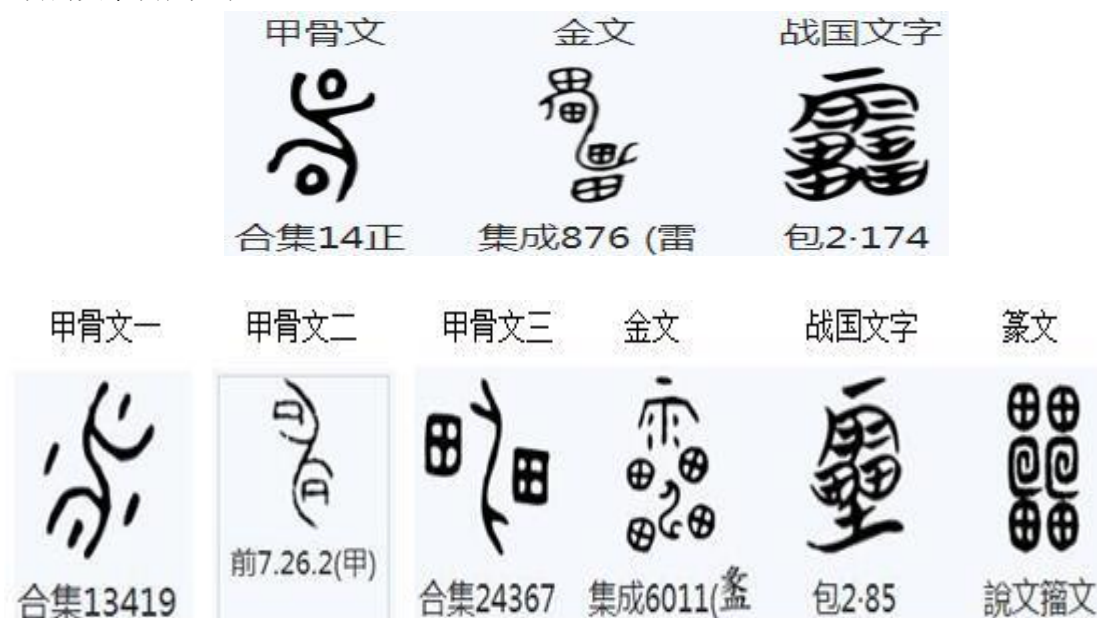 甲骨文 金文 战国文字
合集14正 集成876 (雷 包2·174
甲骨文一 甲骨文二 甲骨文三 金文 战国文字 篆文
合集13419 前7.26.2(甲) 合集24367 集成6011(盠 包2·85 說文籀文